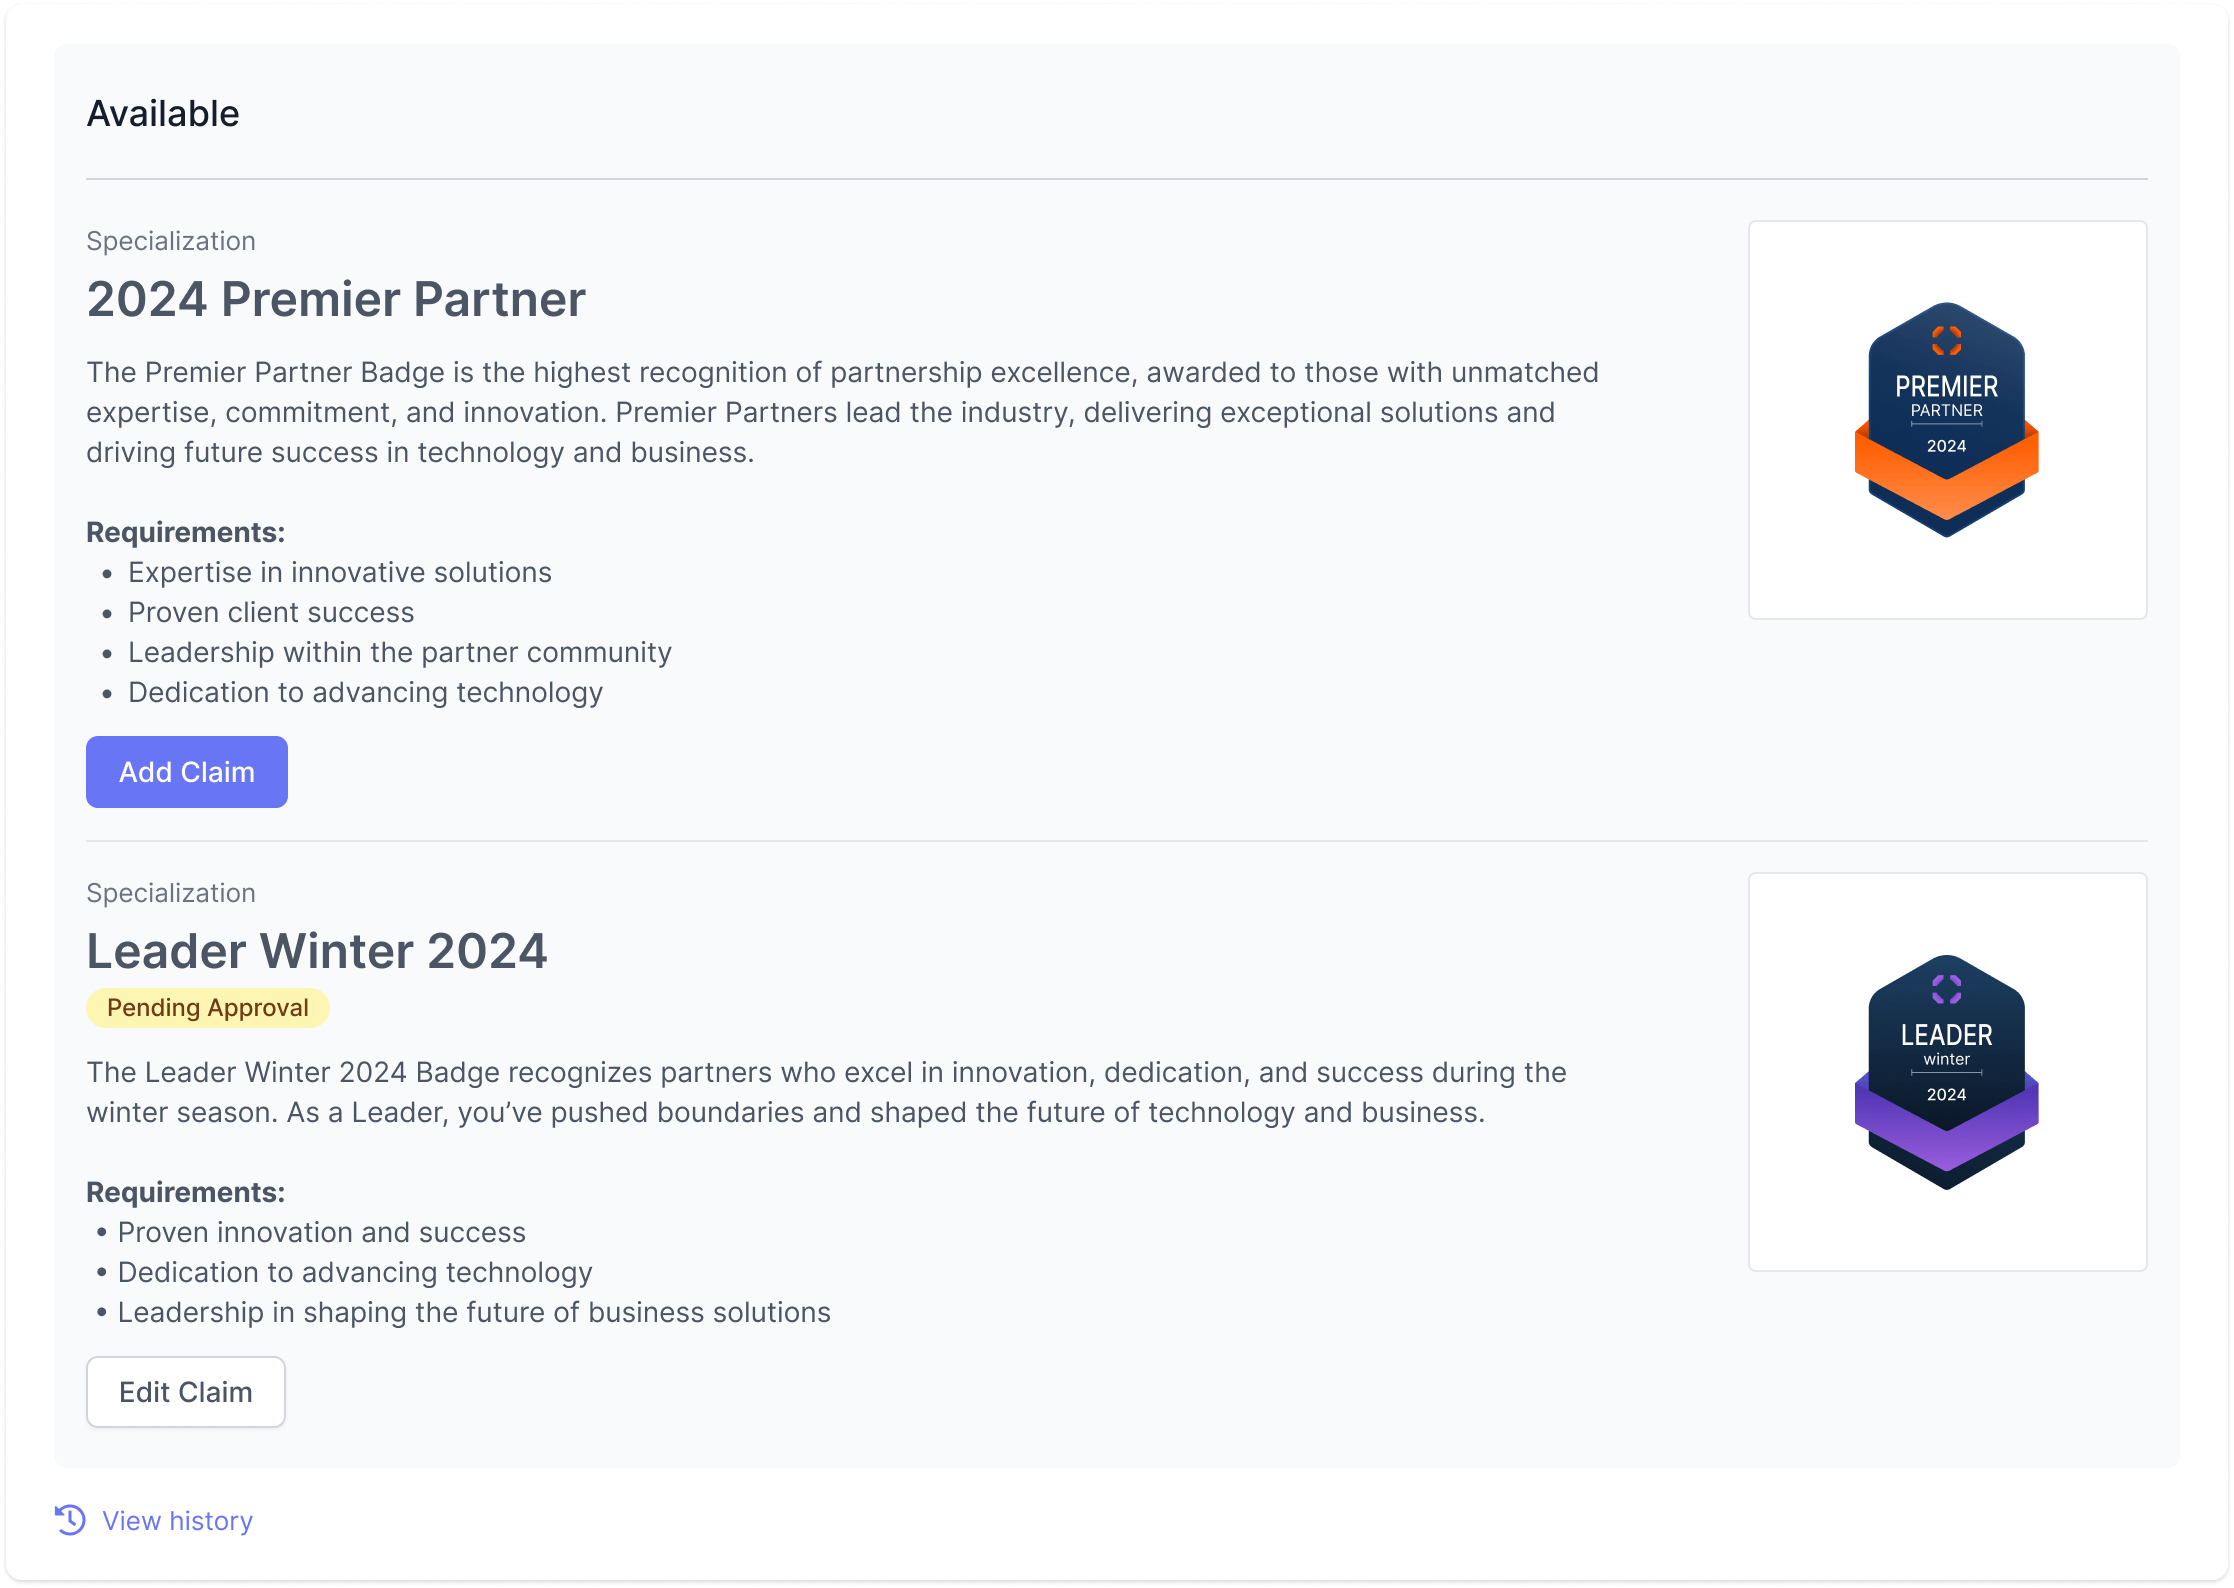 Available
Specialization
2024 Premier Partner
The Premier Partner Badge is the highest recognition of partnership excellence, awarded to those with unmatched
expertise, commitment, and innovation. Premier Partners lead the industry, delivering exceptional solutions and
driving future success in technology and business.
Requirements:
• Expertise in innovative solutions
• Proven client success
• Leadership within the partner community
• Dedication to advancing technology
Add Claim
PREMIER
PARTNER
2024
Specialization
Leader Winter 2024
Pending Approval
The Leader Winter 2024 Badge recognizes partners who excel in innovation, dedication, and success during the
winter season. As a Leader, you’ve pushed boundaries and shaped the future of technology and business.
Requirements:
• Proven innovation and success
• Dedication to advancing technology
• Leadership in shaping the future of business solutions
Edit Claim
LEADER
winter
2024
View history